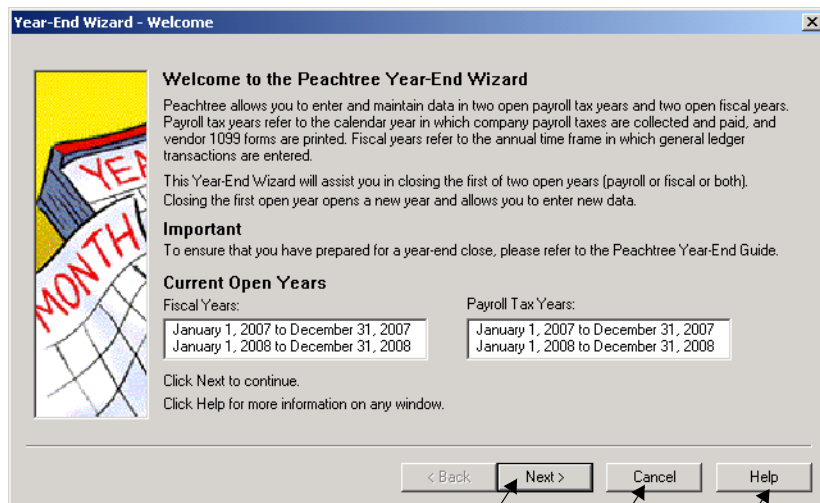 Year-End Wizard - Welcome
Welcome to the Peachtree Year-End Wizard
Peachtree allows you to enter and maintain data in two open payroll tax years and two open fiscal years.
Payroll tax years refer to the calendar year in which company payroll taxes are collected and paid, and
vendor 1099 forms are printed. Fiscal years refer to the annual time frame in which general ledger
transactions are entered.
This Year-End Wizard will assist you in closing the first of two open years (payroll or fiscal or both).
Closing the first open year opens a new year and allows you to enter new data.
Important
To ensure that you have prepared for a year-end close, please refer to the Peachtree Year-End Guide.
Current Open Years
Fiscal Years:
January 1, 2007 to December 31, 2007
January 1, 2008 to December 31, 2008
Payroll Tax Years:
January 1, 2007 to December 31, 2007
January 1, 2008 to December 31, 2008
Click Next to continue.
Click Help for more information on any window.
YEA
MONTH
< Back
Next >
Cancel
Help